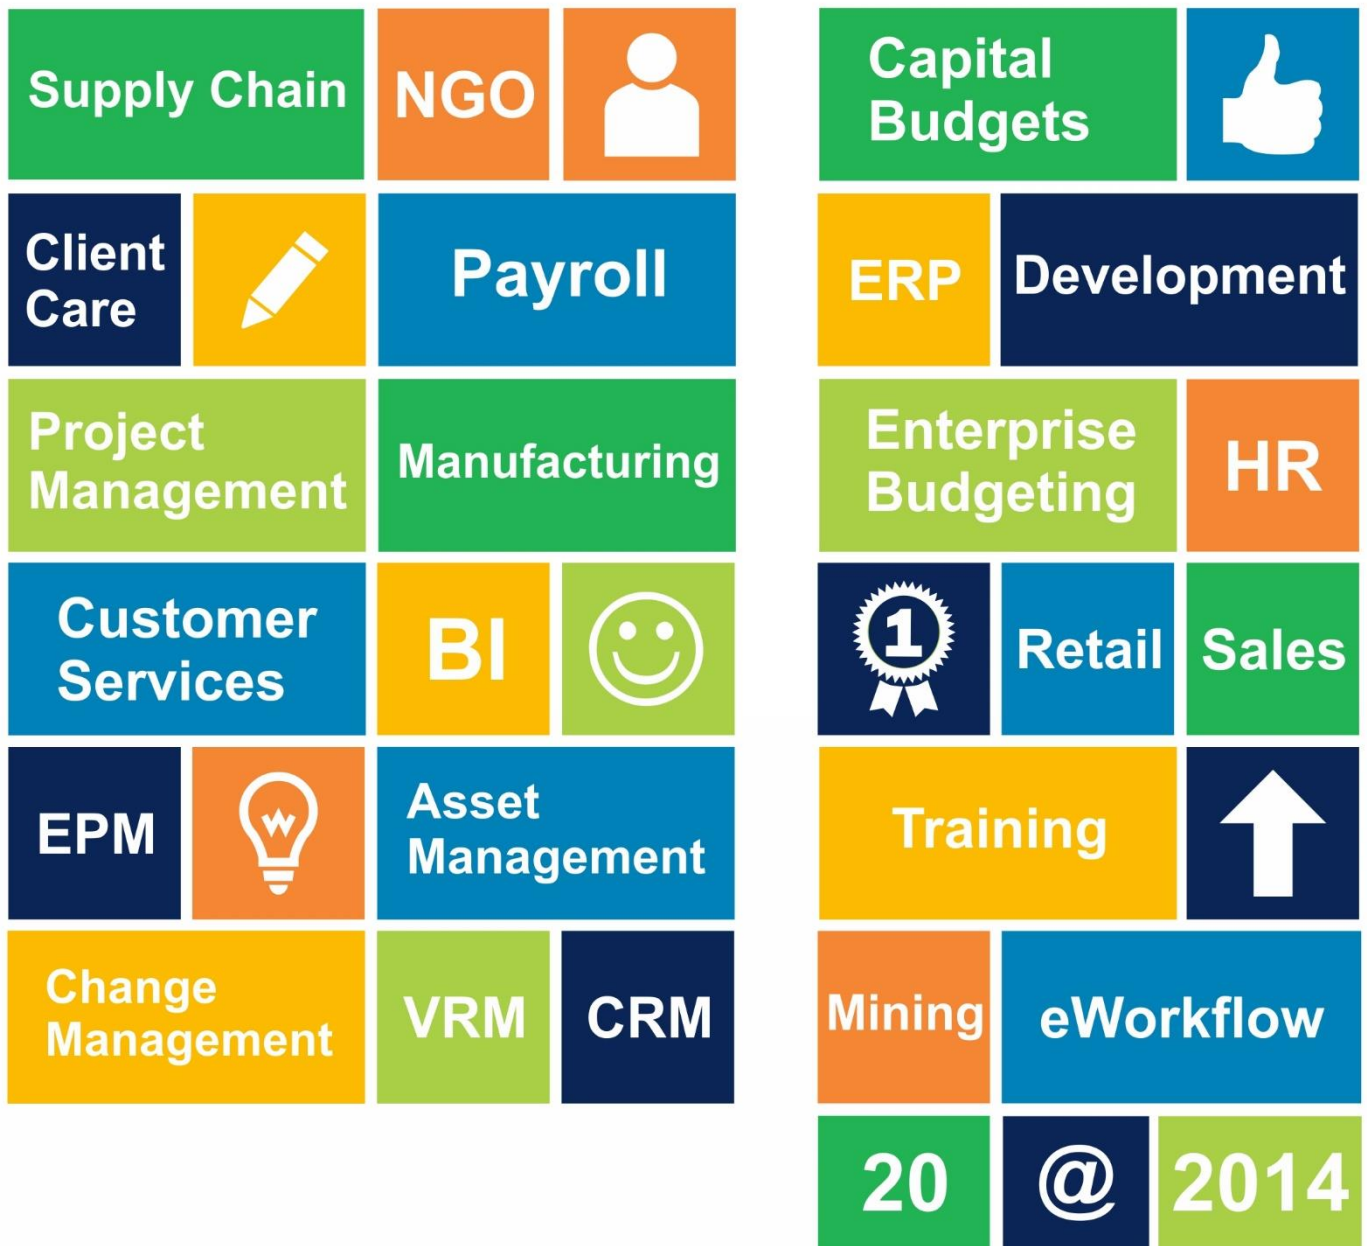 Supply Chain
NGO
Client
Care
Payroll
Project
Management
Manufacturing
Customer
Services
BI
EPM
Asset
Management
Change
Management
VRM
CRM
Capital
Budgets
ERP
Development
Enterprise
Budgeting
HR
1
Retail
Sales
Training
Mining
eWorkflow
20
@
2014